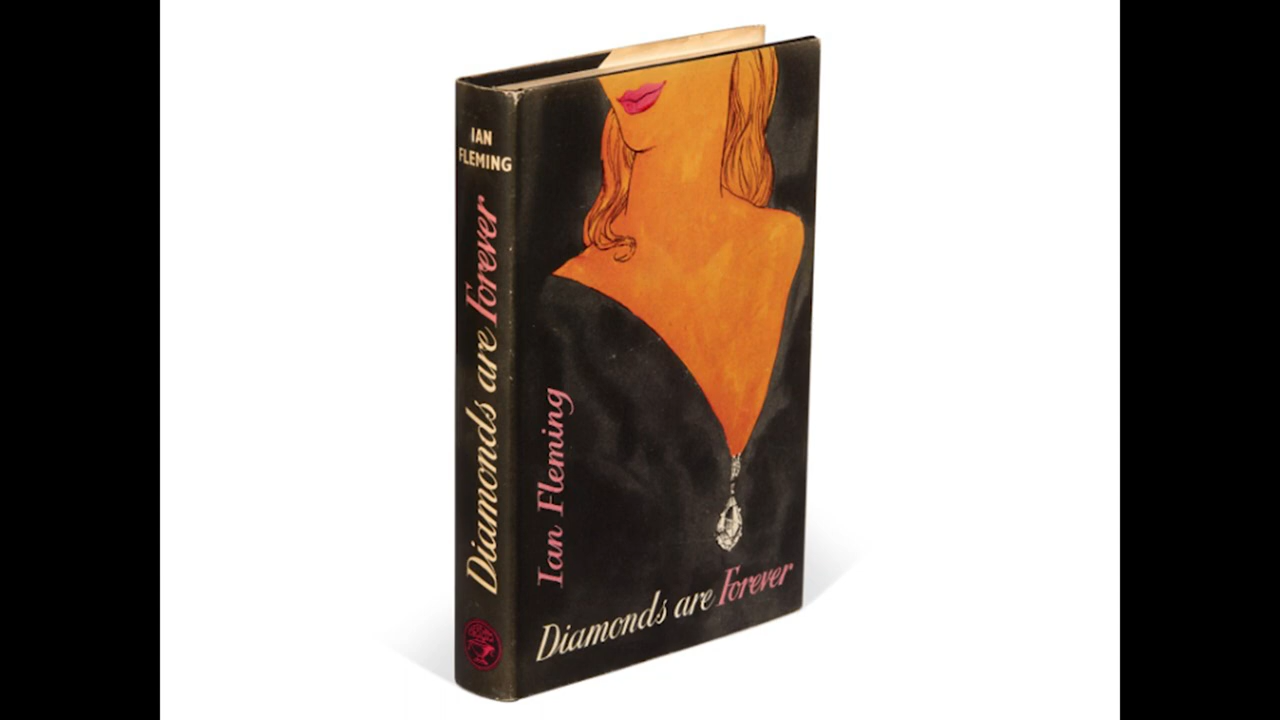 IAN
FLEMING
Diamonds are Forever
Ian Fleming
Diamonds are Forever